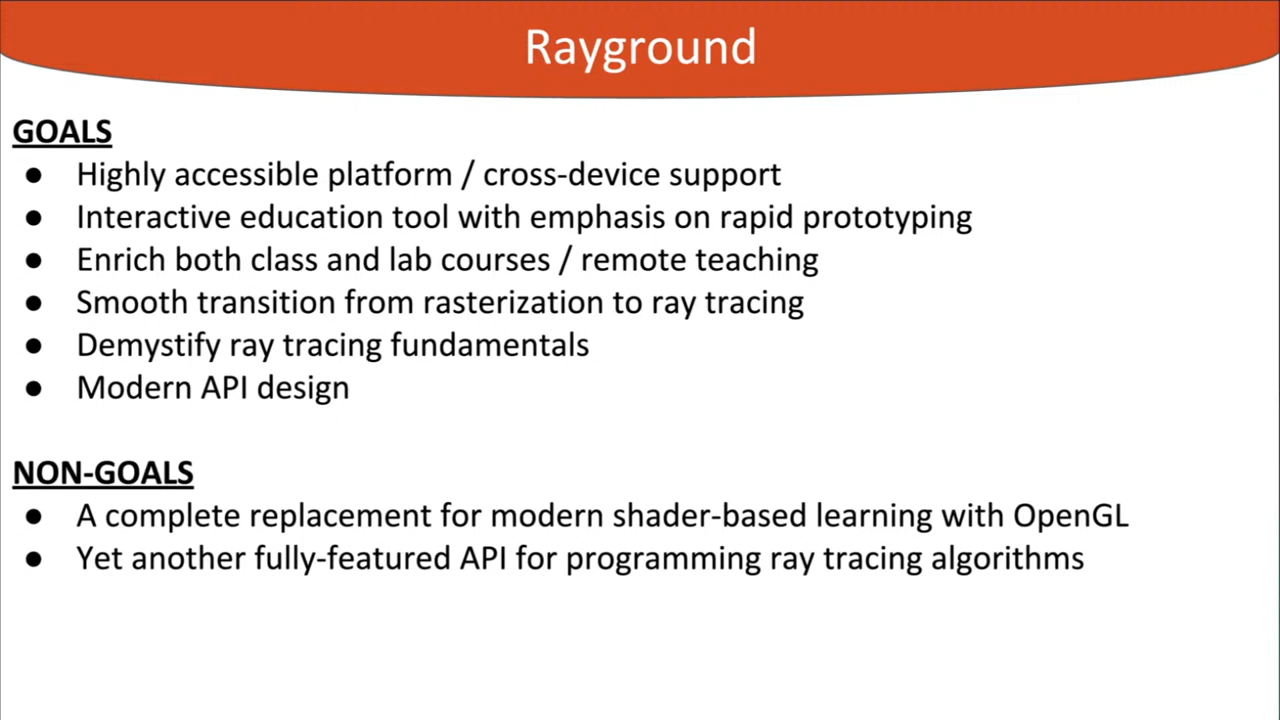 Rayground
GOALS
● Highly accessible platform / cross-device support
● Interactive education tool with emphasis on rapid prototyping
● Enrich both class and lab courses / remote teaching
● Smooth transition from rasterization to ray tracing
● Demystify ray tracing fundamentals
● Modern API design
NON-GOALS
● A complete replacement for modern shader-based learning with OpenGL
● Yet another fully-featured API for programming ray tracing algorithms